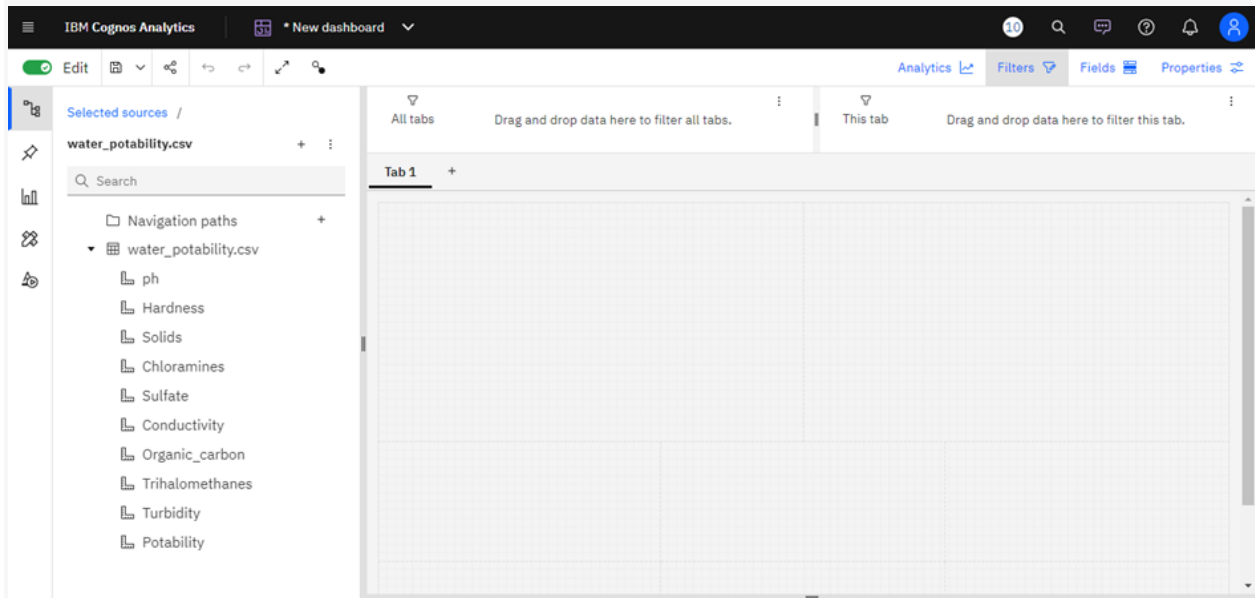 IBM Cognos Analytics
* New dashboard
10
Edit
Analytics
Filters
Fields
Properties
Selected sources /
water_potability.csv
Search
Navigation paths
water_potability.csv
ph
Hardness
Solids
Chloramines
Sulfate
Conductivity
Organic_carbon
Trihalomethanes
Turbidity
Potability
All tabs
Drag and drop data here to filter all tabs.
This tab
Drag and drop data here to filter this tab.
Tab 1